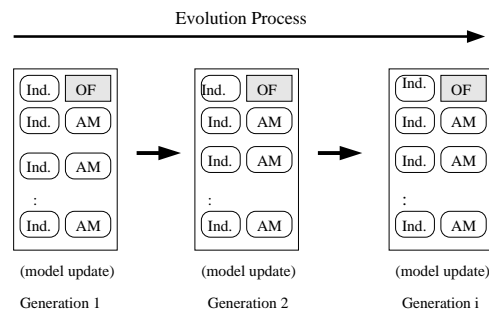 Evolution Process
Ind. OF Ind. OF Ind. OF
Ind. AM Ind. AM Ind. AM
Ind. AM Ind. AM Ind. AM
: : :
Ind. AM Ind. AM Ind. AM
(model update) (model update) (model update)
Generation 1 Generation 2 Generation i